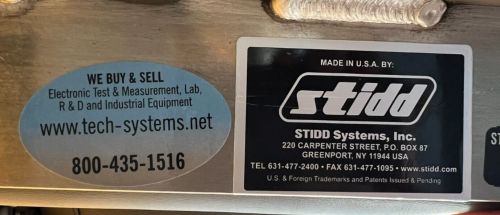 WE BUY & SELL
Electronic Test & Measurement, Lab,
R & D and Industrial Equipment
www.tech-systems.net
800-435-1516
MADE IN U.S.A. BY:
stidd
STIDD Systems, Inc.
220 CARPENTER STREET, P.O. BOX 87
GREENPORT, NY 11944 USA
TEL 631-477-2400 • FAX 631-477-1095 • www.stidd.com
U.S. & Foreign Trademarks and Patents Issued & Pending